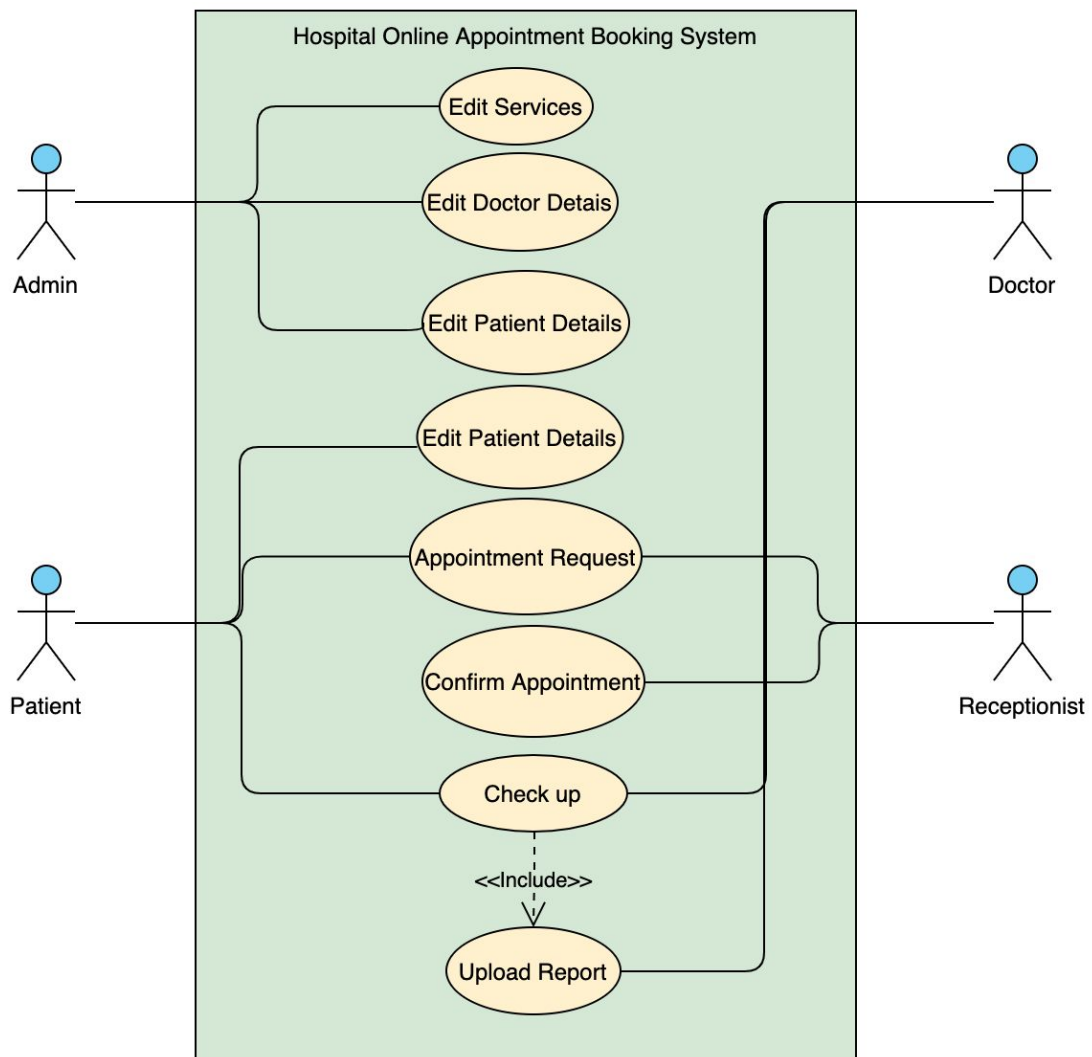 Hospital Online Appointment Booking System
Edit Services
Edit Doctor Detais
Admin
Doctor
Edit Patient Details
Edit Patient Details
Appointment Request
Confirm Appointment
Patient
Receptionist
Check up
<<Include>>
Upload Report